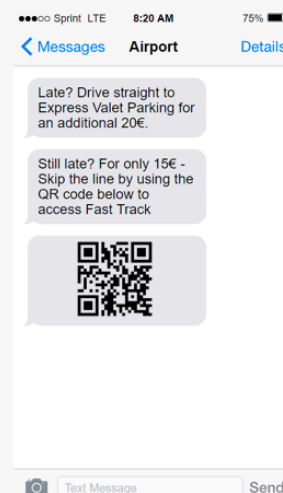 Sprint LTE 8:20 AM 75%
Messages Airport Details
Late? Drive straight to
Express Valet Parking for
an additional 20€.
Still late? For only 15€ -
Skip the line by using the
QR code below to
access Fast Track
Text Message Send